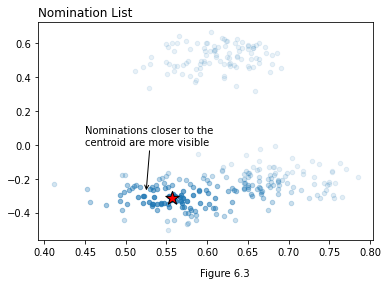 Nomination List
0.6
0.4
0.2
0.0
−0.2
−0.4
Nominations closer to the
centroid are more visible
0.40 0.45 0.50 0.55 0.60 0.65 0.70 0.75 0.80
Figure 6.3